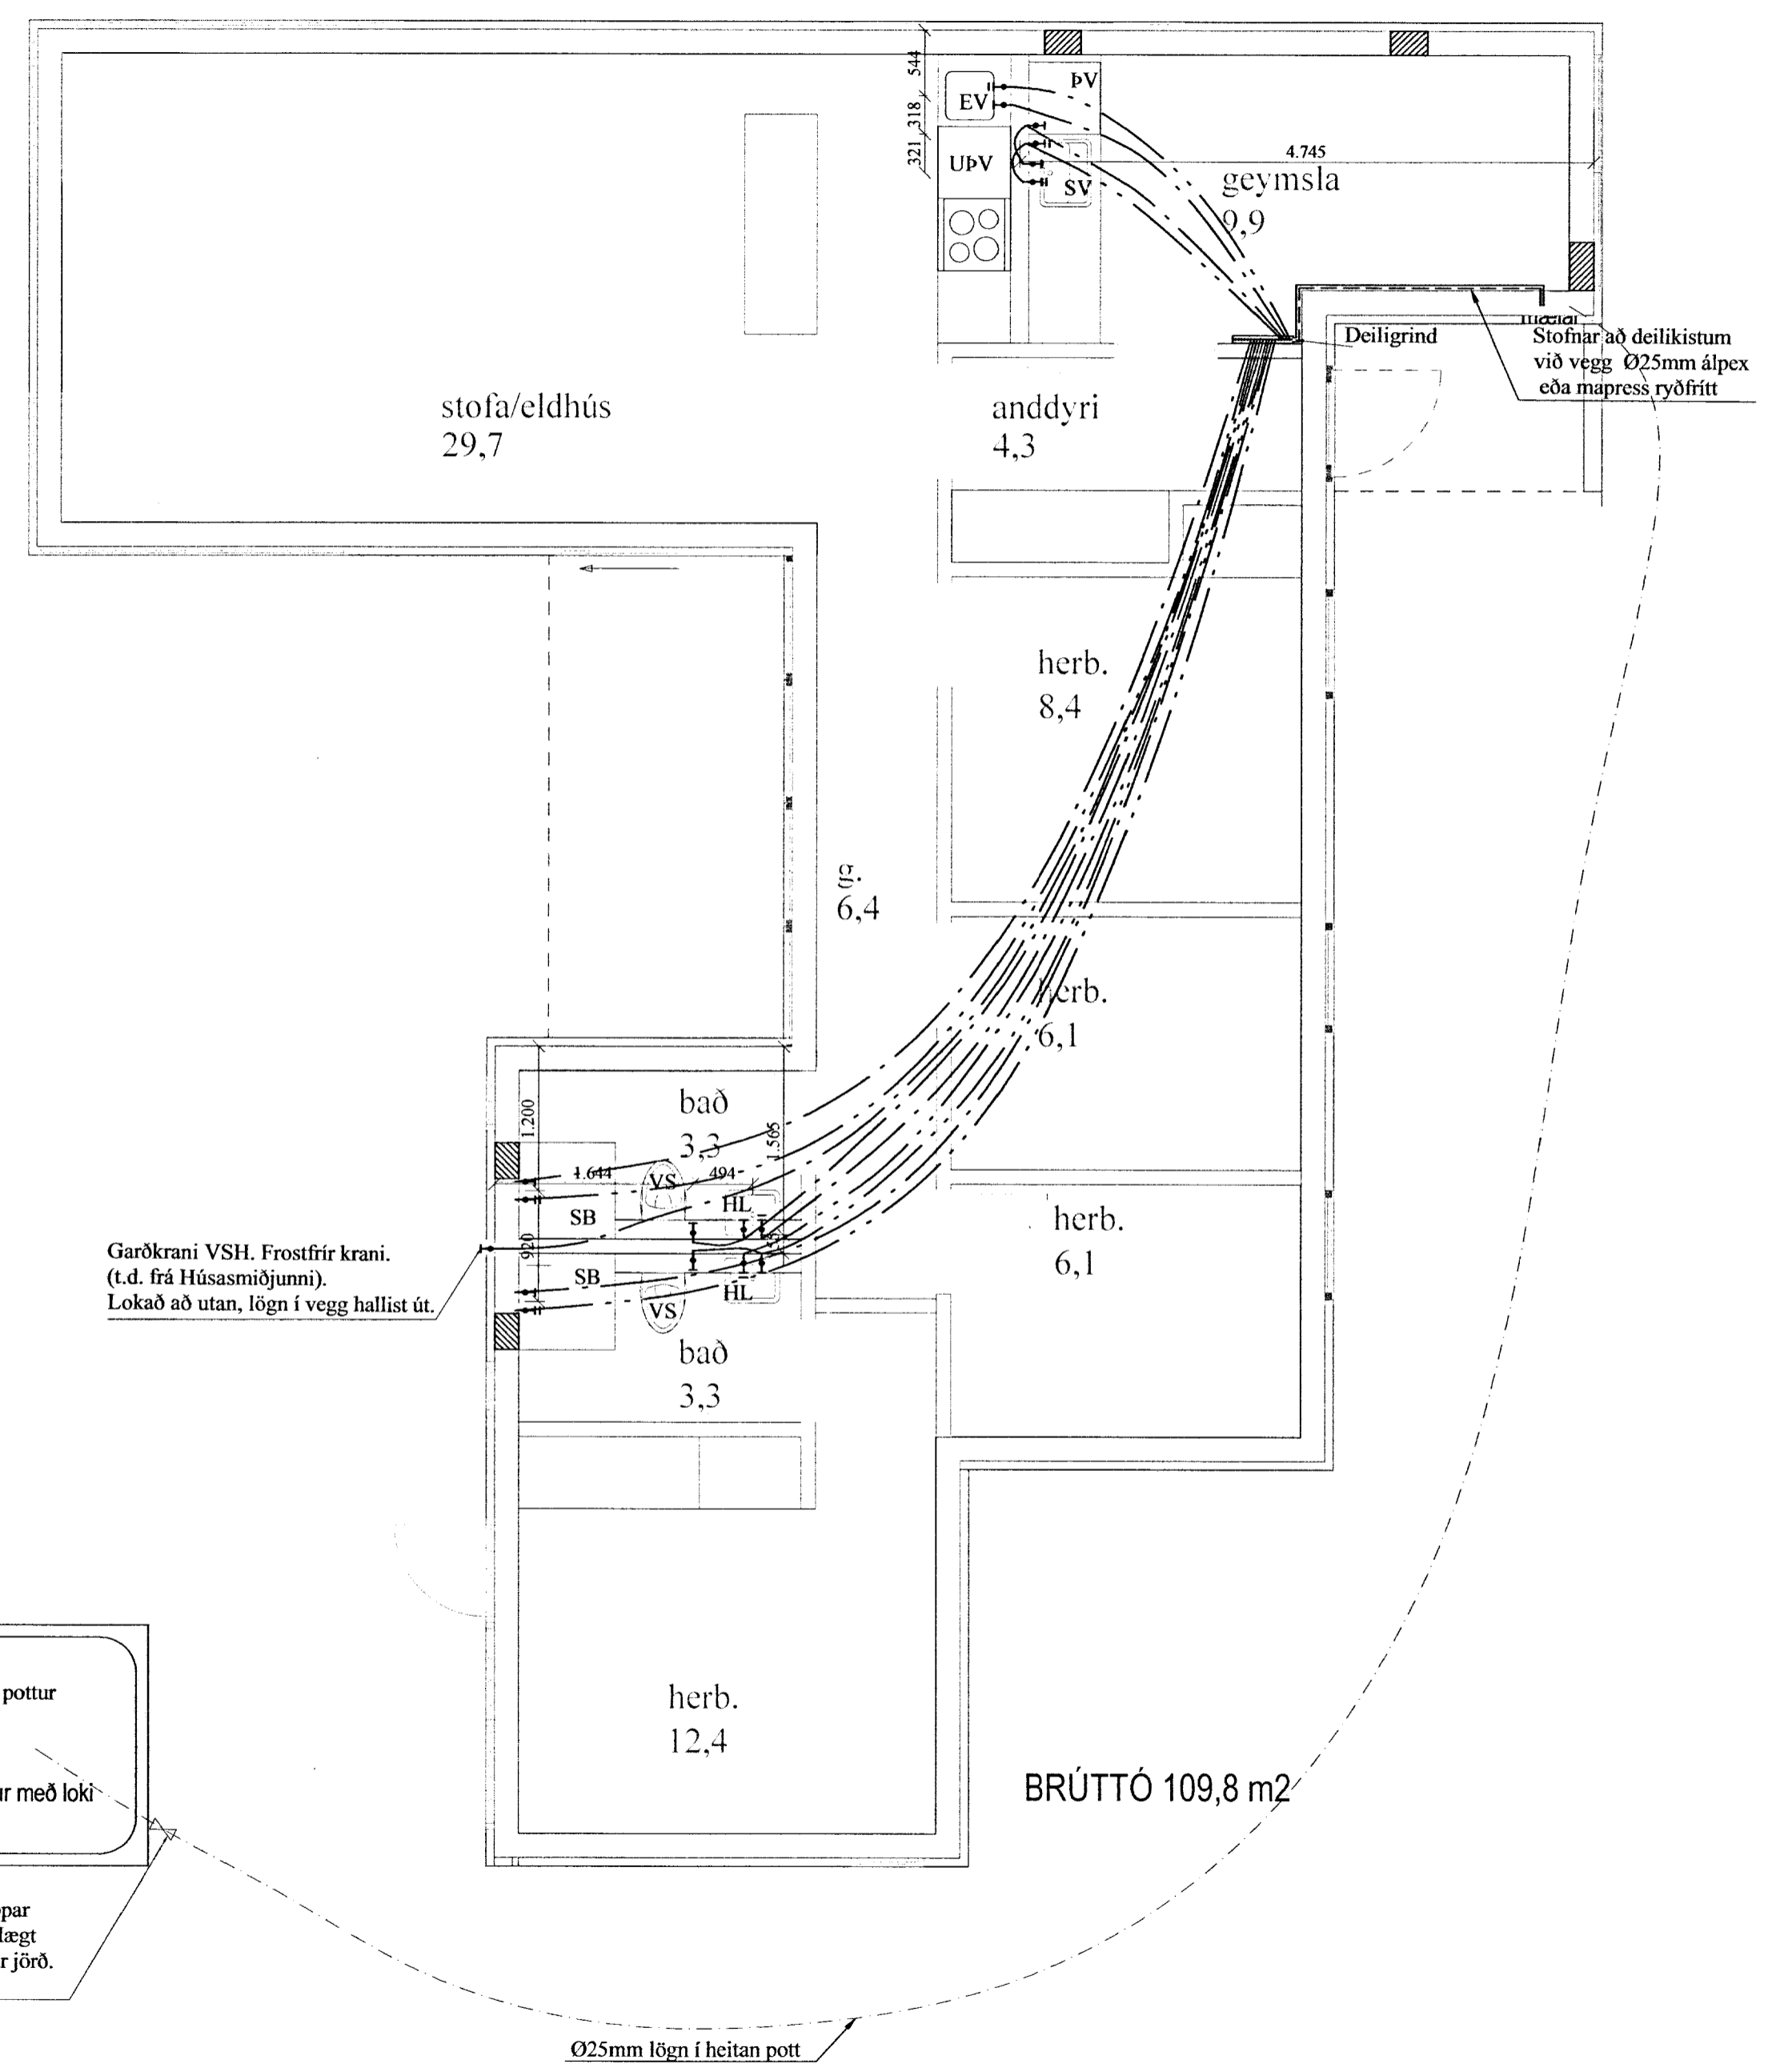 544
318
321
EV
ÞV
UÞV
SV
4.745
geymsla
9,9
Deiligrind
Stofnar að deilikistum
við vegg Ø25mm álpex
eða mapress ryðfrítt
stofa/eldhús
29,7
anddyri
4,3
herb.
8,4
g.
6,4
herb.
6,1
bað
3,3
1.200
1.565
1.644
494
VS
HL
SB
920
SB
HL
VS
herb.
6,1
Garðkrani VSH. Frostfrír krani.
(t.d. frá Húsasmiðjunni).
Lokað að utan, lögn í vegg hallist út.
bað
3,3
herb.
12,4
BRÚTTÓ 109,8 m2
pottur
ur með loki
par
lægt
r jörð.
Ø25mm lögn í heitan pott